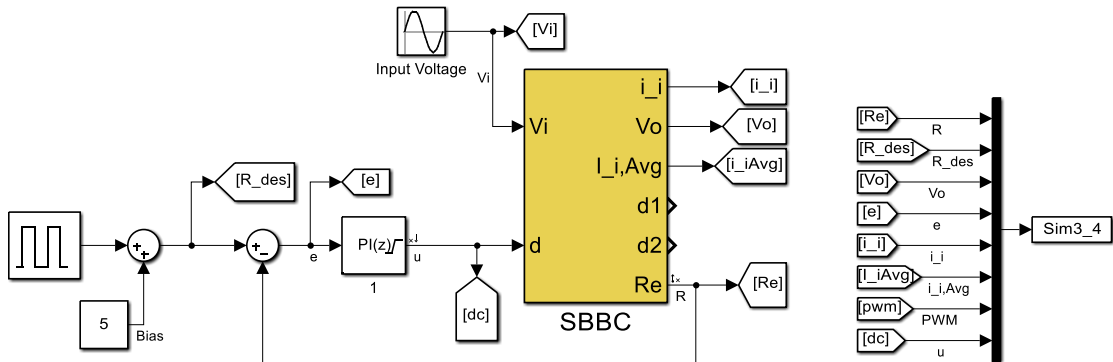 [Vi]
Input Voltage
Vi
SBBC
Vi
d
i_i
Vo
I_i,Avg
d1
d2
Re
R
[i_i]
[Vo]
[i_iAvg]
[Re]
[R_des]
[e]
++
+-
e
PI(z)
u
1
5
Bias
[dc]
[Re]
R
[R_des]
R_des
[Vo]
Vo
[e]
e
[i_i]
i_i
[I_iAvg]
i_i,Avg
[pwm]
PWM
[dc]
u
Sim3_4